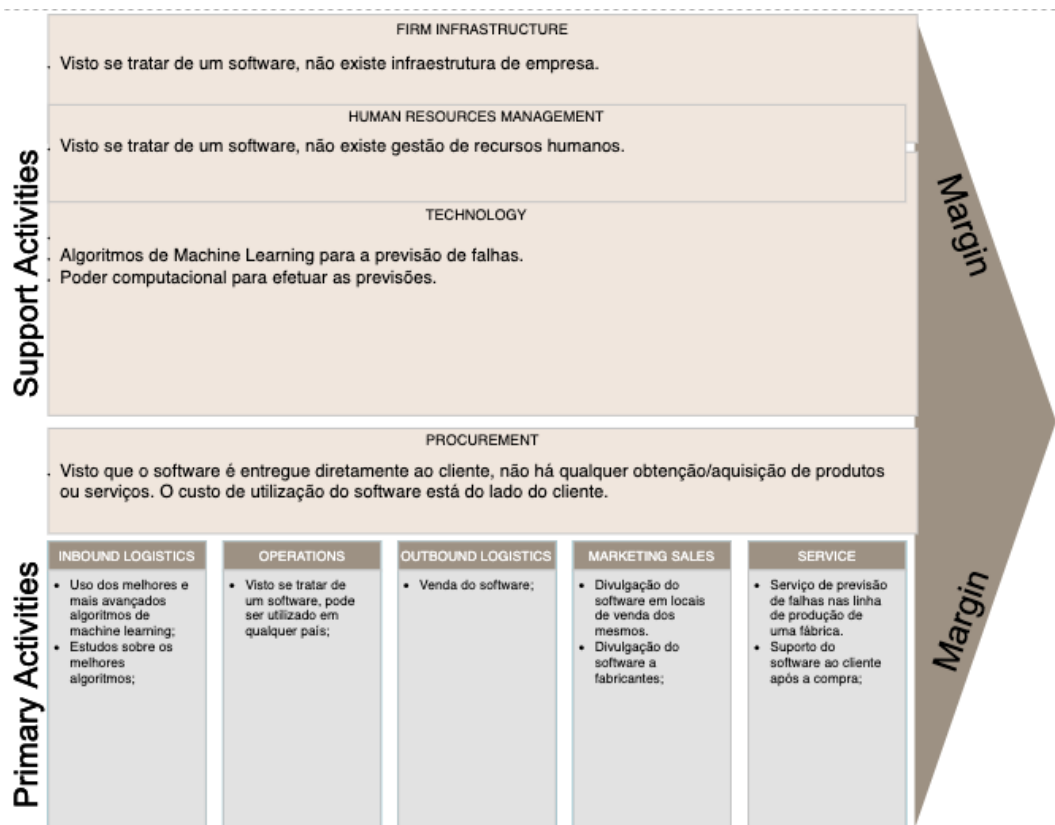 FIRM INFRASTRUCTURE
Visto se tratar de um software, não existe infraestrutura de empresa.
HUMAN RESOURCES MANAGEMENT
Visto se tratar de um software, não existe gestão de recursos humanos.
TECHNOLOGY
Algoritmos de Machine Learning para a previsão de falhas.
Poder computacional para efetuar as previsões.
Support Activities
Margin
PROCUREMENT
Visto que o software é entregue diretamente ao cliente, não há qualquer obtenção/aquisição de produtos
ou serviços. O custo de utilização do software está do lado do cliente.
Primary Activities
INBOUND LOGISTICS
• Uso dos melhores e
mais avançados
algoritmos de
machine learning;
• Estudos sobre os
melhores
algoritmos;
OPERATIONS
• Visto se tratar de
um software, pode
ser utilizado em
qualquer país;
OUTBOUND LOGISTICS
• Venda do software;
MARKETING SALES
• Divulgação do
software em locais
de venda dos
mesmos.
• Divulgação do
software a
fabricantes;
SERVICE
• Serviço de previsão
de falhas nas linha
de produção de
uma fábrica.
• Suporto do
software ao cliente
após a compra;
Margin